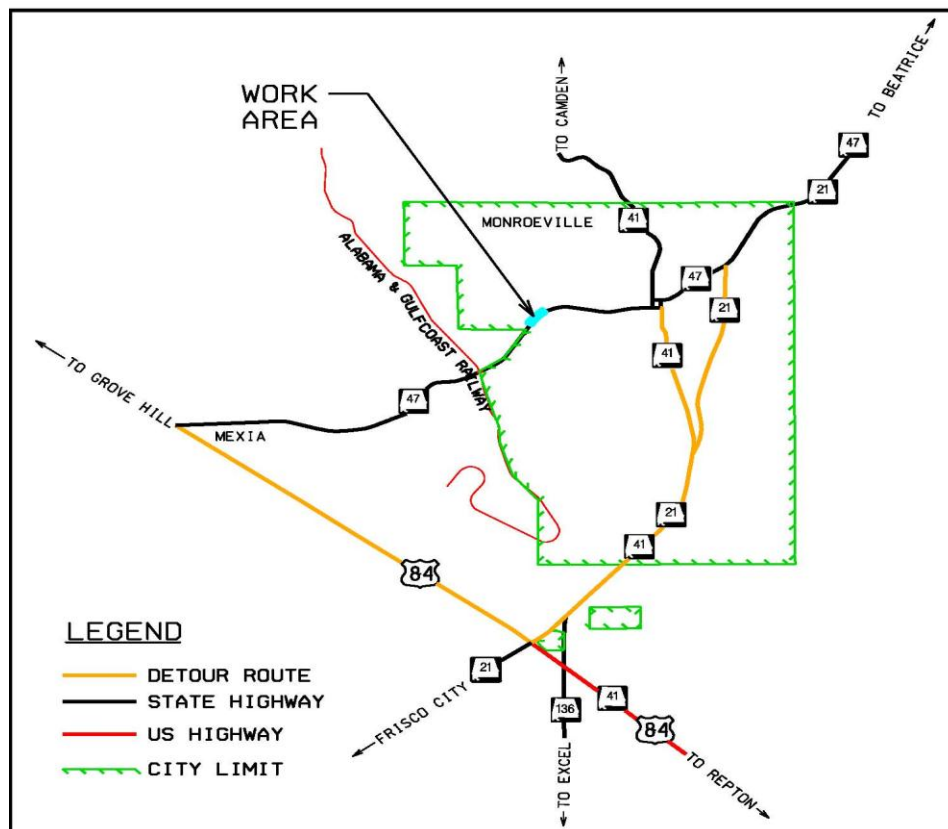 WORK
AREA
TO CAMDEN
TO BEATRICE
47
21
41
MONROEVILLE
47
21
ALABAMA & GULFCOAST RAILWAY
41
TO GROVE HILL
47
MEXIA
21
41
84
LEGEND
DETOUR ROUTE
STATE HIGHWAY
US HIGHWAY
CITY LIMIT
21
FRISCO CITY
41
136
84
TO EXCEL
TO REPTON